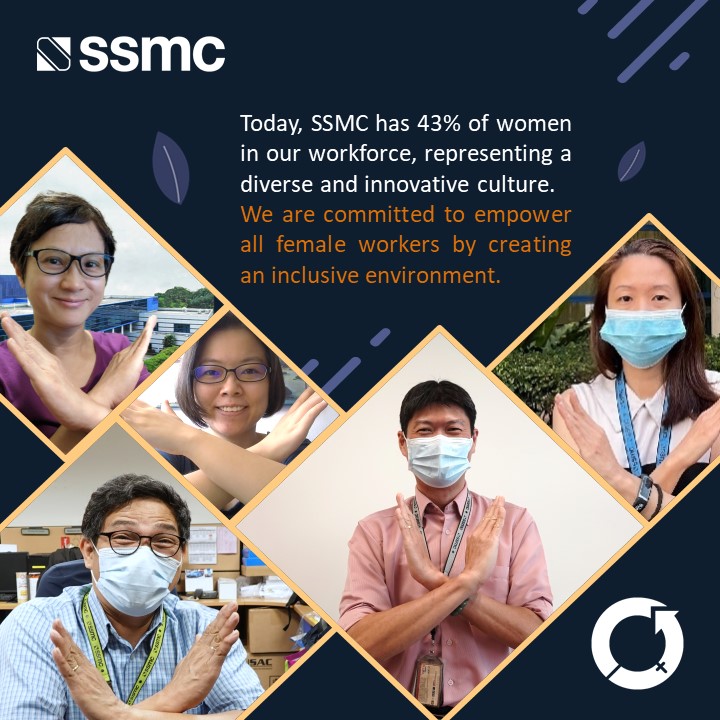 ssmc
Today, SSMC has 43% of women
in our workforce, representing a
diverse and innovative culture.
We are committed to empower
all female workers by creating
an inclusive environment.